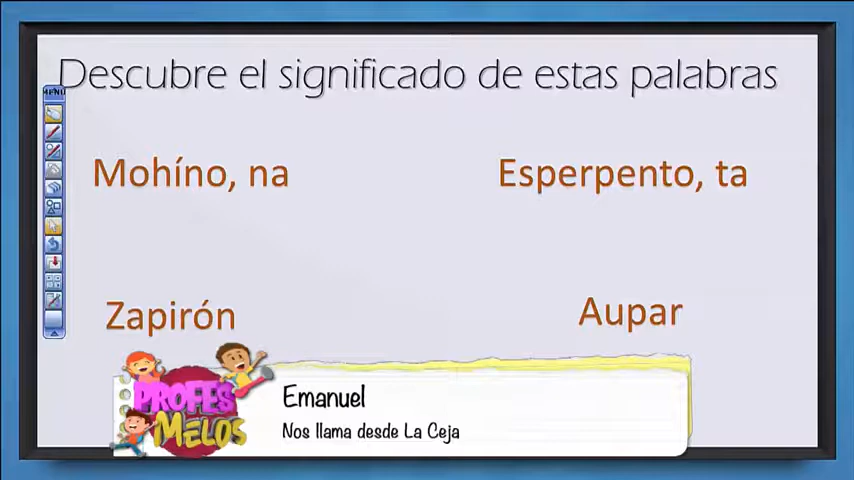 Descubre el significado de estas palabras
MENU
Mohíno, na
Esperpento, ta
Zapirón
Aupar
PROFES
MELOS
Emanuel
Nos llama desde La Ceja